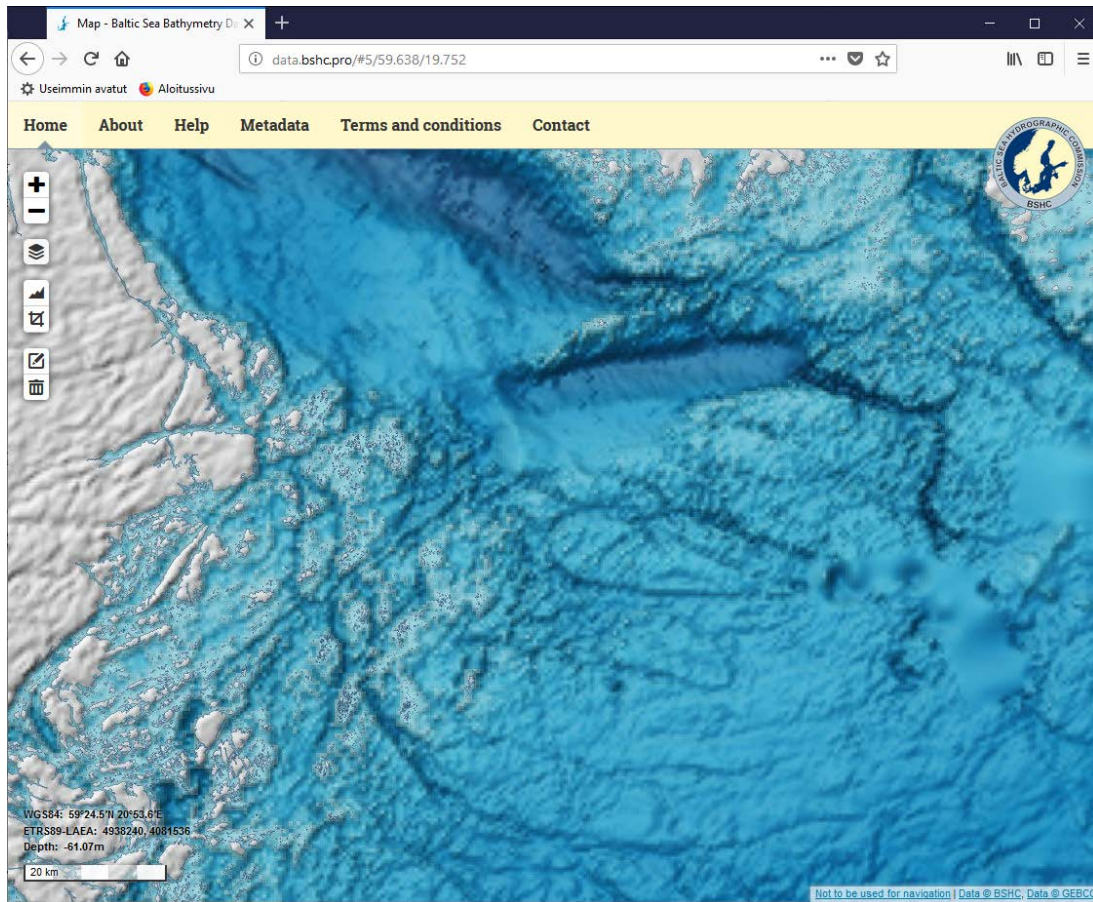 Map - Baltic Sea Bathymetry D
data.bshc.pro/#5/59.638/19.752
Useimmin avatut Aloitussivu
Home About Help Metadata Terms and conditions Contact
BALTIC SEA HYDROGRAPHIC COMMISSION
BSHC
WGS84: 59°24.5'N 20°53.6'E
ETRS89-LAEA: 4938240, 4081536
Depth: -61.07m
20 km
Not to be used for navigation | Data © BSHC, Data © GEBCO